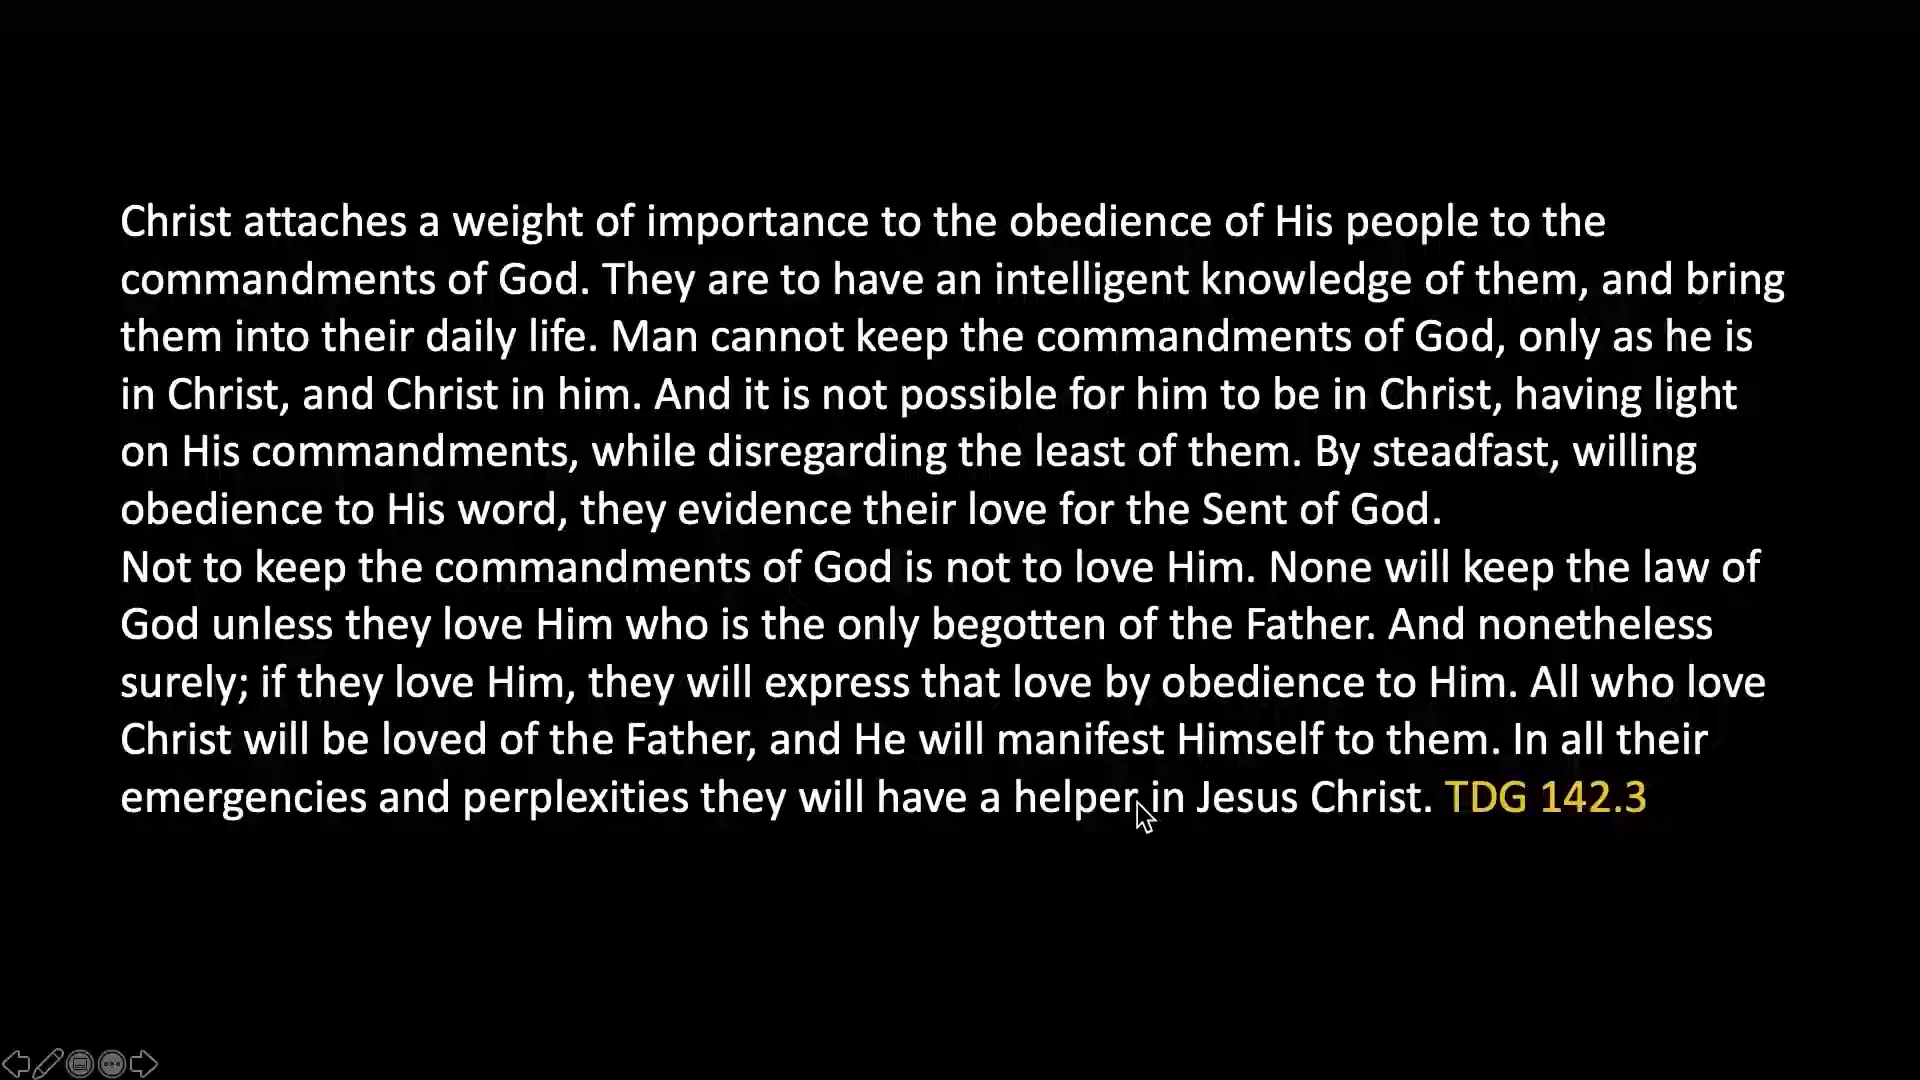 Christ attaches a weight of importance to the obedience of His people to the
commandments of God. They are to have an intelligent knowledge of them, and bring
them into their daily life. Man cannot keep the commandments of God, only as he is
in Christ, and Christ in him. And it is not possible for him to be in Christ, having light
on His commandments, while disregarding the least of them. By steadfast, willing
obedience to His word, they evidence their love for the Sent of God.
Not to keep the commandments of God is not to love Him. None will keep the law of
God unless they love Him who is the only begotten of the Father. And nonetheless
surely; if they love Him, they will express that love by obedience to Him. All who love
Christ will be loved of the Father, and He will manifest Himself to them. In all their
emergencies and perplexities they will have a helper in Jesus Christ. TDG 142.3